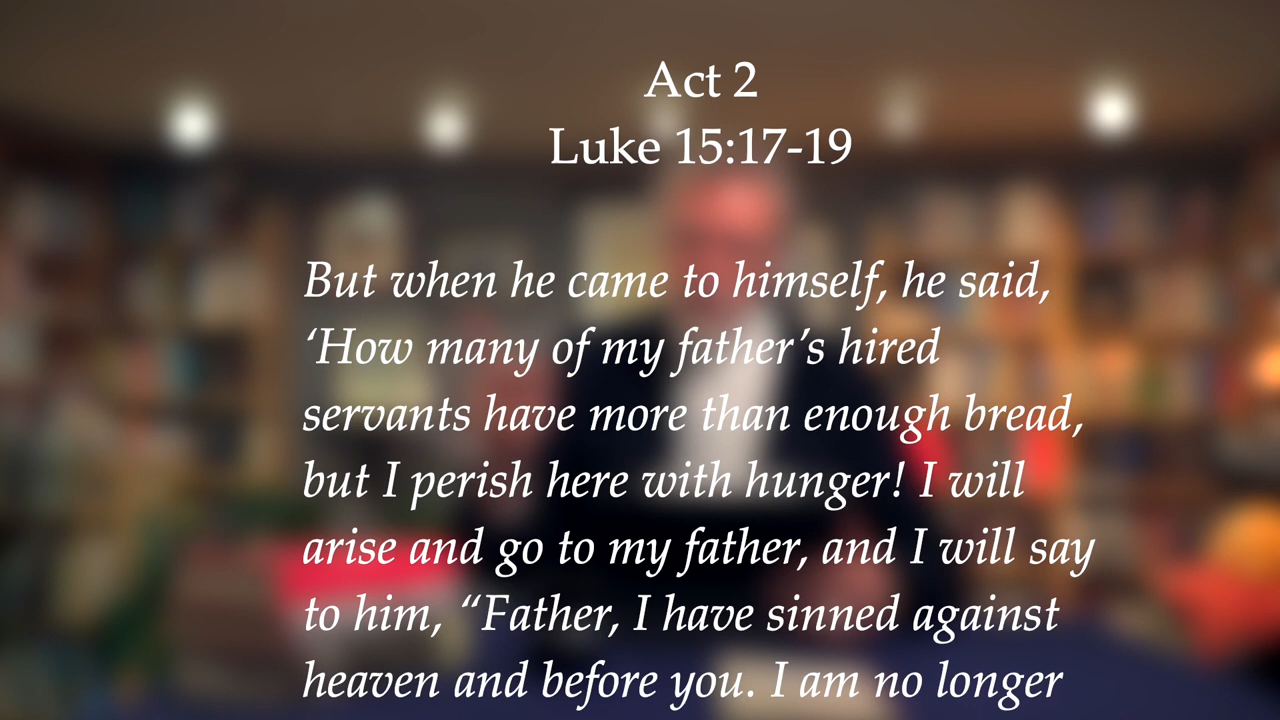 Act 2
Luke 15:17-19
But when he came to himself, he said,
‘How many of my father’s hired
servants have more than enough bread,
but I perish here with hunger! I will
arise and go to my father, and I will say
to him, “Father, I have sinned against
heaven and before you. I am no longer